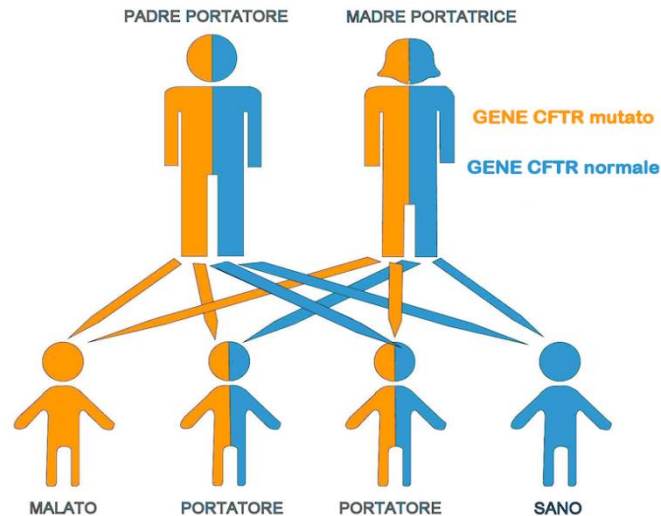 PADRE PORTATORE
MADRE PORTATRICE
GENE CFTR mutato
GENE CFTR normale
MALATO
PORTATORE
PORTATORE
SANO